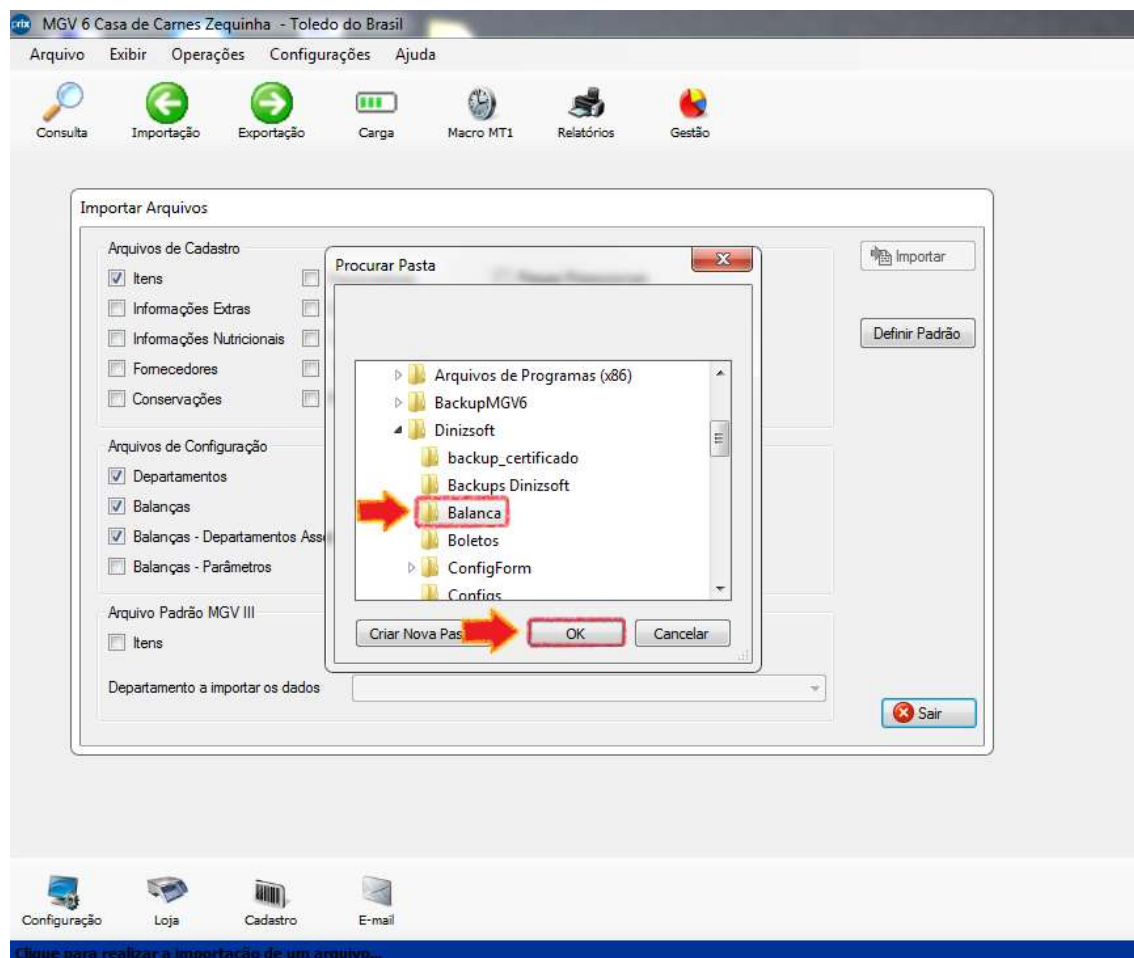 prix MGV 6 Casa de Carnes Zequinha - Toledo do Brasil
Arquivo Exibir Operações Configurações Ajuda
Consulta Importação Exportação Carga Macro MT1 Relatórios Gestão
Importar Arquivos
Arquivos de Cadastro
Itens
Informações Extras
Informações Nutricionais
Fornecedores
Conservações
Procurar Pasta
Arquivos de Programas (x86)
BackupMGV6
Dinizsoft
backup_certificado
Backups Dinizsoft
Balanca
Boletos
ConfigForm
Configs
Criar Nova Pas
OK
Cancelar
Importar
Definir Padrão
Arquivos de Configuração
Departamentos
Balanças
Balanças - Departamentos Asso
Balanças - Parâmetros
Arquivo Padrão MGV III
Itens
Departamento a importar os dados
Sair
Configuração Loja Cadastro E-mail
Clique para realizar a importação de um arquivo...